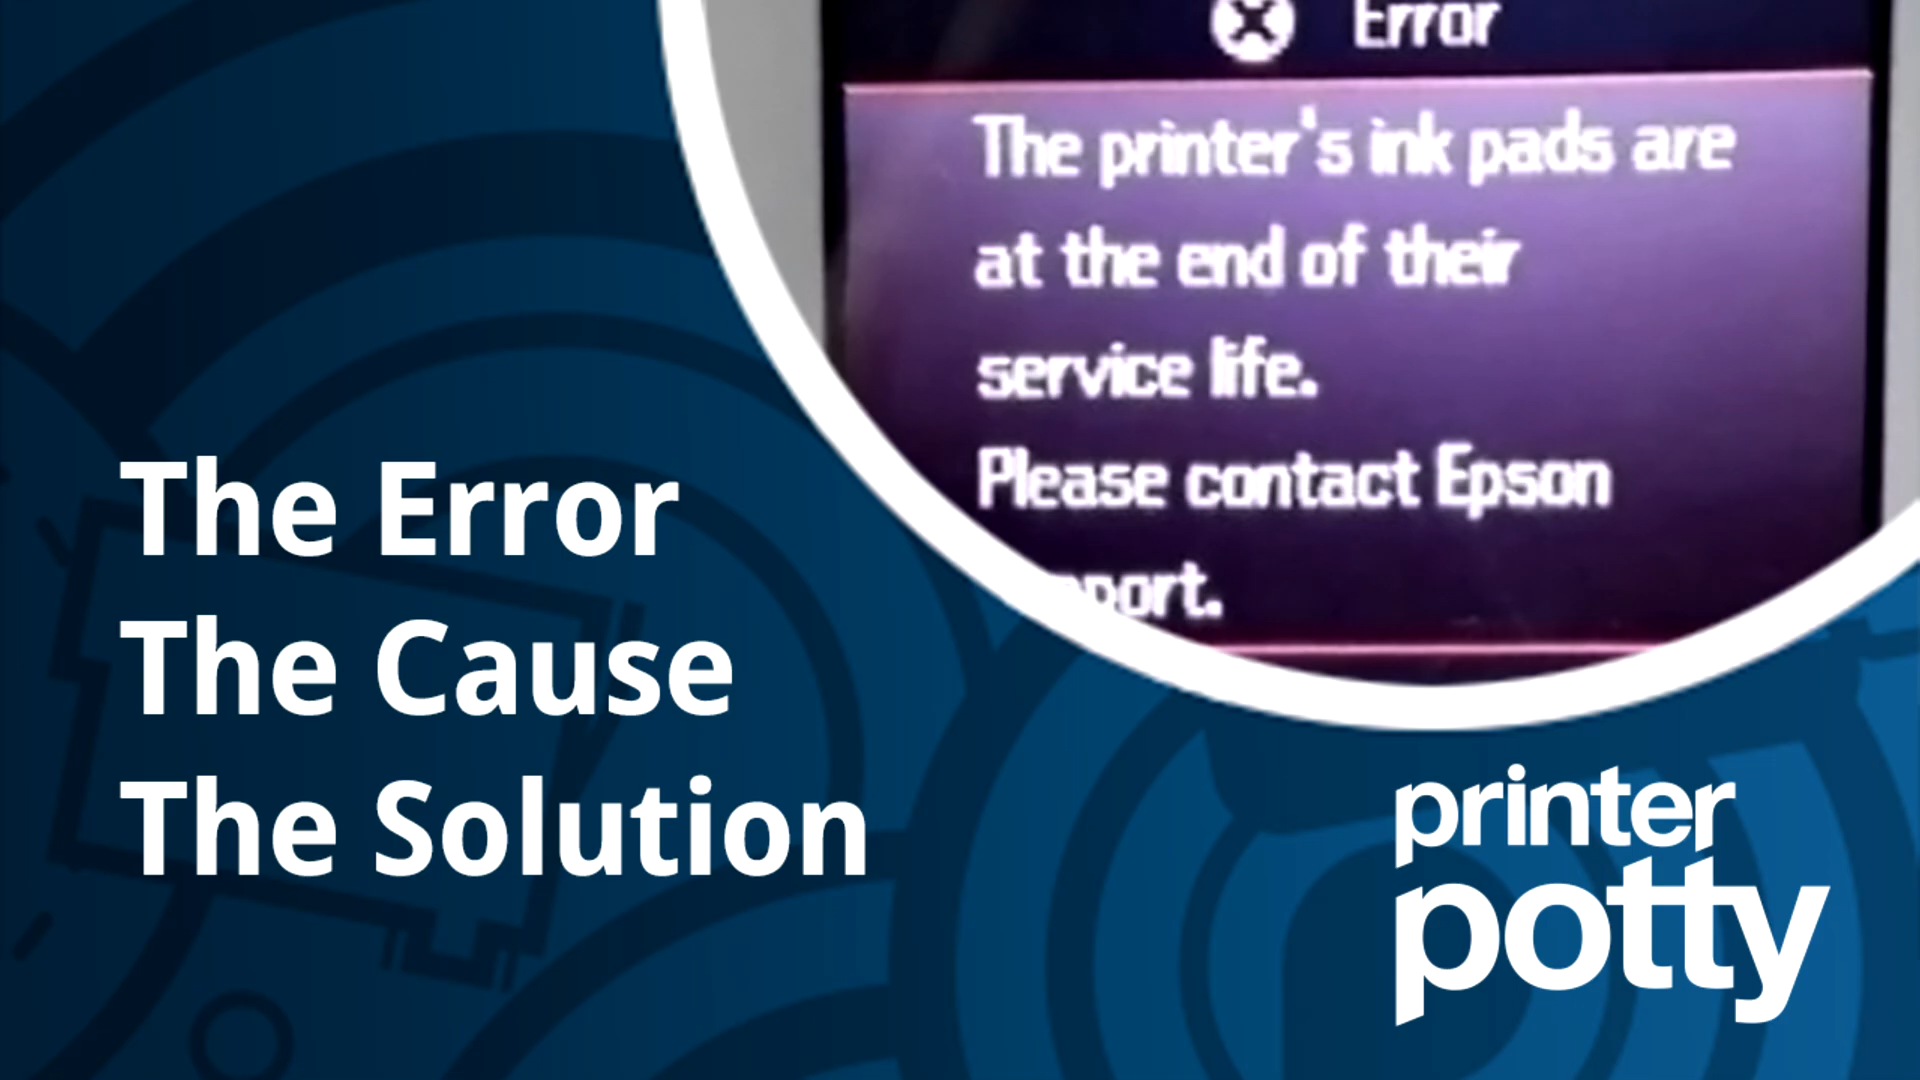 Error
The printer's ink pads are
at the end of their
service life.
Please contact Epson
The Error
The Cause
The Solution
printer
potty